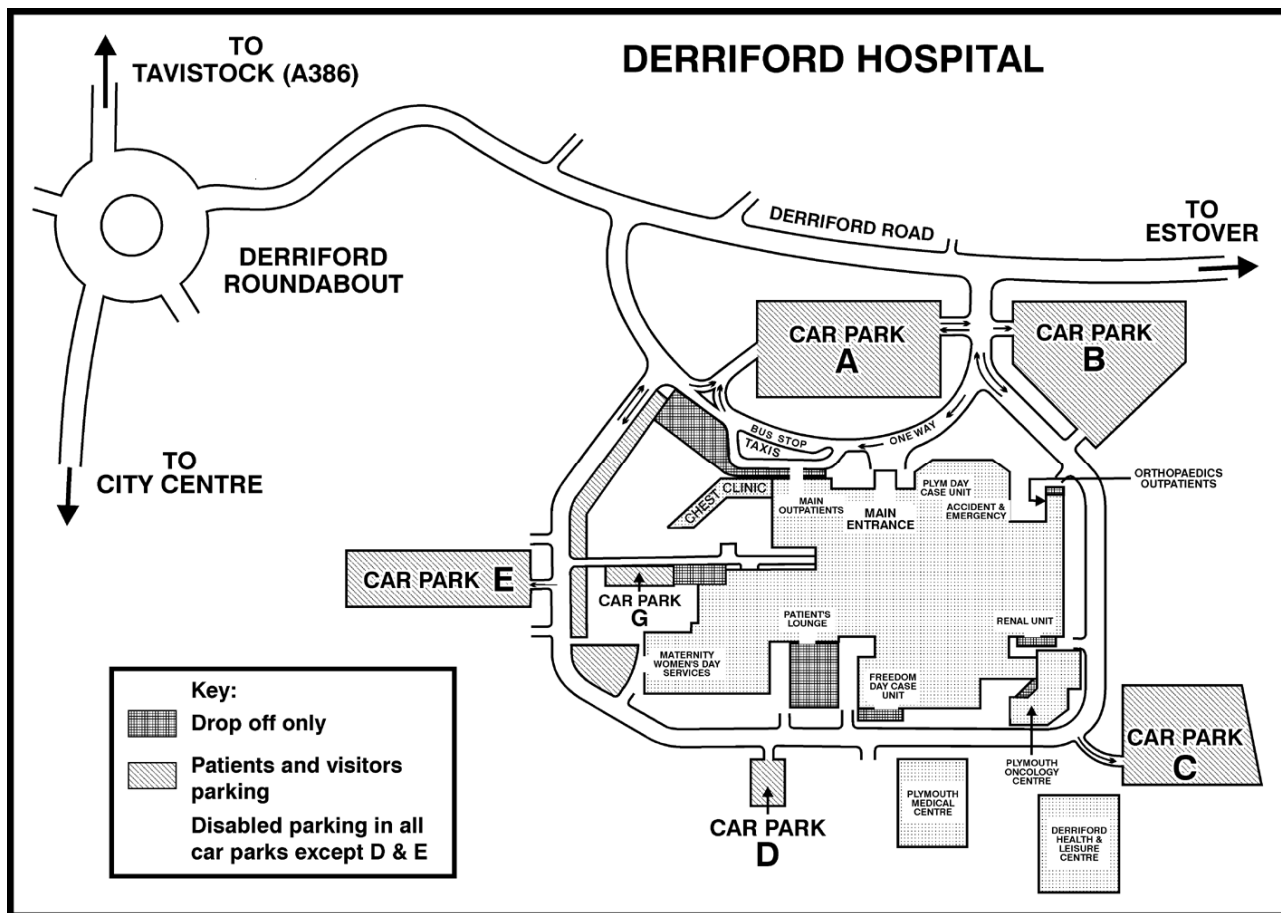 TO
TAVISTOCK (A386)
DERRIFORD HOSPITAL
DERRIFORD ROAD
TO
ESTOVER
DERRIFORD
ROUNDABOUT
CAR PARK
A
CAR PARK
B
TO
CITY CENTRE
BUS STOP
TAXIS
ONE WAY
ORTHOPAEDICS
OUTPATIENTS
CHEST CLINIC
MAIN
OUTPATIENTS
MAIN
ENTRANCE
PLYM DAY
CASE UNIT
ACCIDENT &
EMERGENCY
CAR PARK E
CAR PARK
G
PATIENT'S
LOUNGE
RENAL UNIT
MATERNITY
WOMEN'S DAY
SERVICES
FREEDOM
DAY CASE
UNIT
Key:
Drop off only
Patients and visitors
parking
Disabled parking in all
car parks except D & E
CAR PARK
C
PLYMOUTH
ONCOLOGY
CENTRE
PLYMOUTH
MEDICAL
CENTRE
CAR PARK
D
DERRIFORD
HEALTH &
LEISURE
CENTRE